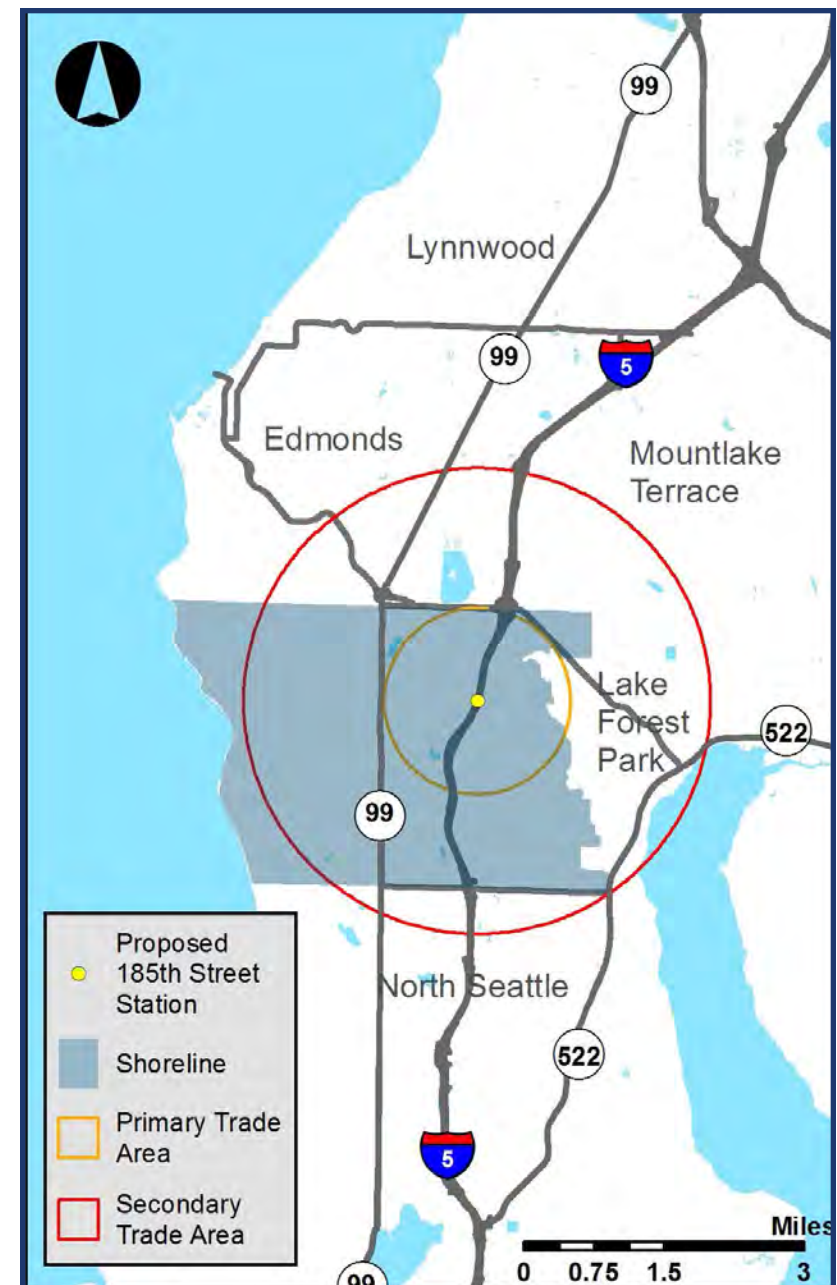 99
Lynnwood
99
5
Edmonds
Mountlake
Terrace
Lake
Forest
Park
522
99
North Seattle
522
5
99
Proposed
185th Street
Station
Shoreline
Primary Trade
Area
Secondary
Trade Area
Miles
0 0.75 1.5 3